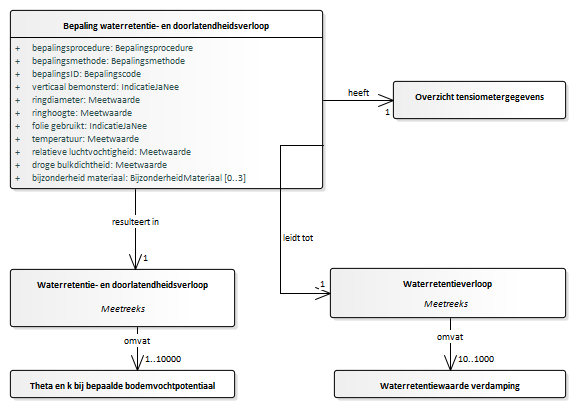 Bepaling waterretentie- en doorlatendheidsverloop
+ bepalingsprocedure: Bepalingsprocedure
+ bepalingsmethode: Bepalingsmethode
+ bepalingsID: Bepalingscode
+ verticaal bemonsterd: IndicatieJaNee
+ ringdiameter: Meetwaarde
+ ringhoogte: Meetwaarde
+ folie gebruikt: IndicatieJaNee
+ temperatuur: Meetwaarde
+ relatieve luchtvochtigheid: Meetwaarde
+ droge bulkdichtheid: Meetwaarde
+ bijzonderheid materiaal: BijzonderheidMateriaal [0..3]
heeft
1
Overzicht tensiometergegevens
resulteert in
1
leidt tot
1
Waterretentie- en doorlatendheidsverloop
Meetreeks
Waterretentieverloop
Meetreeks
omvat
1..10000
omvat
10..1000
Theta en k bij bepaalde bodemvochtpotentiaal
Waterretentiewaarde verdamping